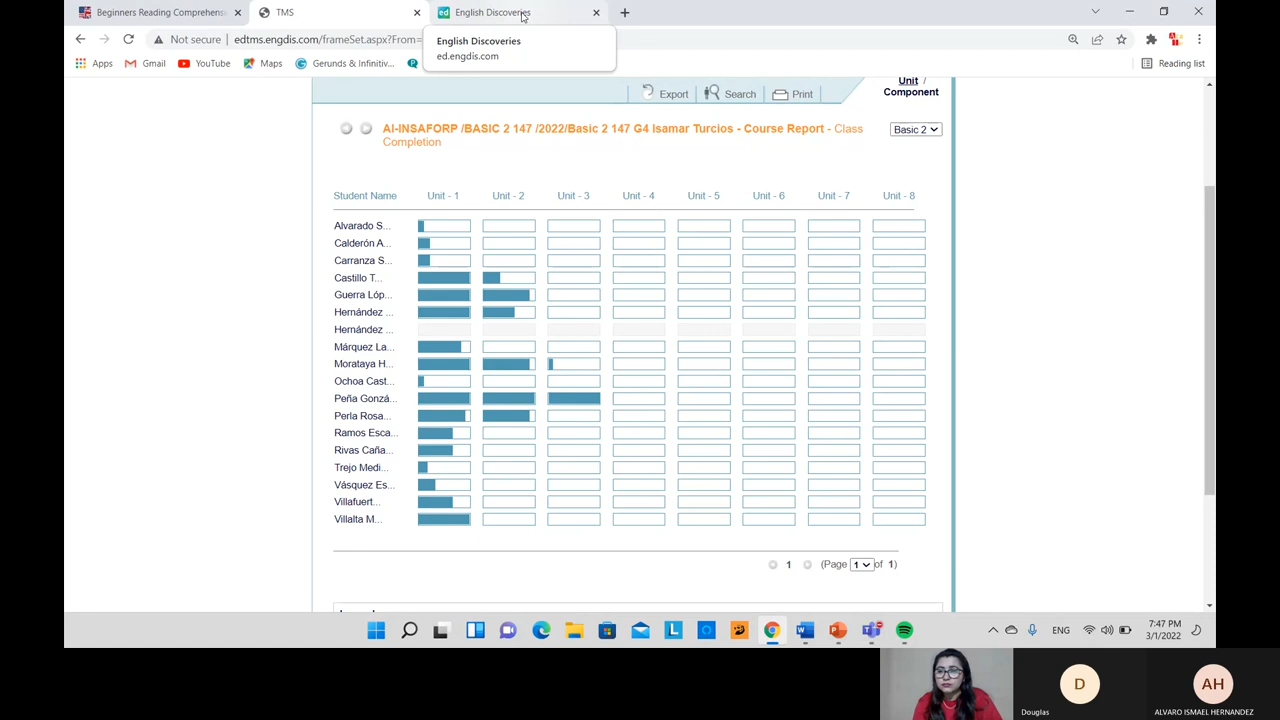 Beginners Reading Comprehens
TMS
English Discoveries
Not secure
edtms.engdis.com/frameSet.aspx?From=
English Discoveries
ed.engdis.com
Apps
Gmail
YouTube
Maps
Gerunds & Infinitiv...
Reading list
Export
Search
Print
Unit /
Component
AI-INSAFORP /BASIC 2 147 /2022/Basic 2 147 G4 Isamar Turcios - Course Report - Class
Completion
Basic 2
Student Name Unit - 1 Unit - 2 Unit - 3 Unit - 4 Unit - 5 Unit - 6 Unit - 7 Unit - 8
Alvarado S...
Calderón A...
Carranza S...
Castillo T...
Guerra Lóp...
Hernández ...
Hernández ...
Márquez La...
Morataya H...
Ochoa Cast...
Peña Gonzá...
Perla Rosa...
Ramos Esca...
Rivas Caña...
Trejo Medi...
Vásquez Es...
Villafuert...
Villalta M...
1 (Page 1 of 1)
ENG
7:47 PM
3/1/2022
D
AH
Douglas
ALVARO ISMAEL HERNANDEZ